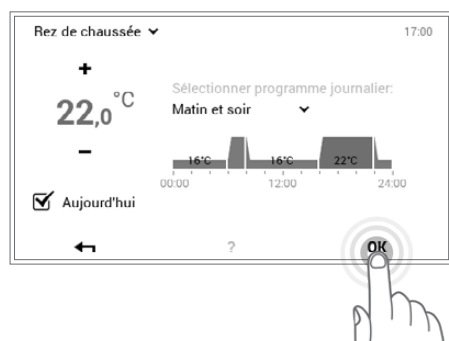 Rez de chaussée
17:00
+
22,0°C
−
Sélectionner programme journalier:
Matin et soir
16°C 16°C 22°C
00:00 12:00 24:00
Aujourd'hui
? OK